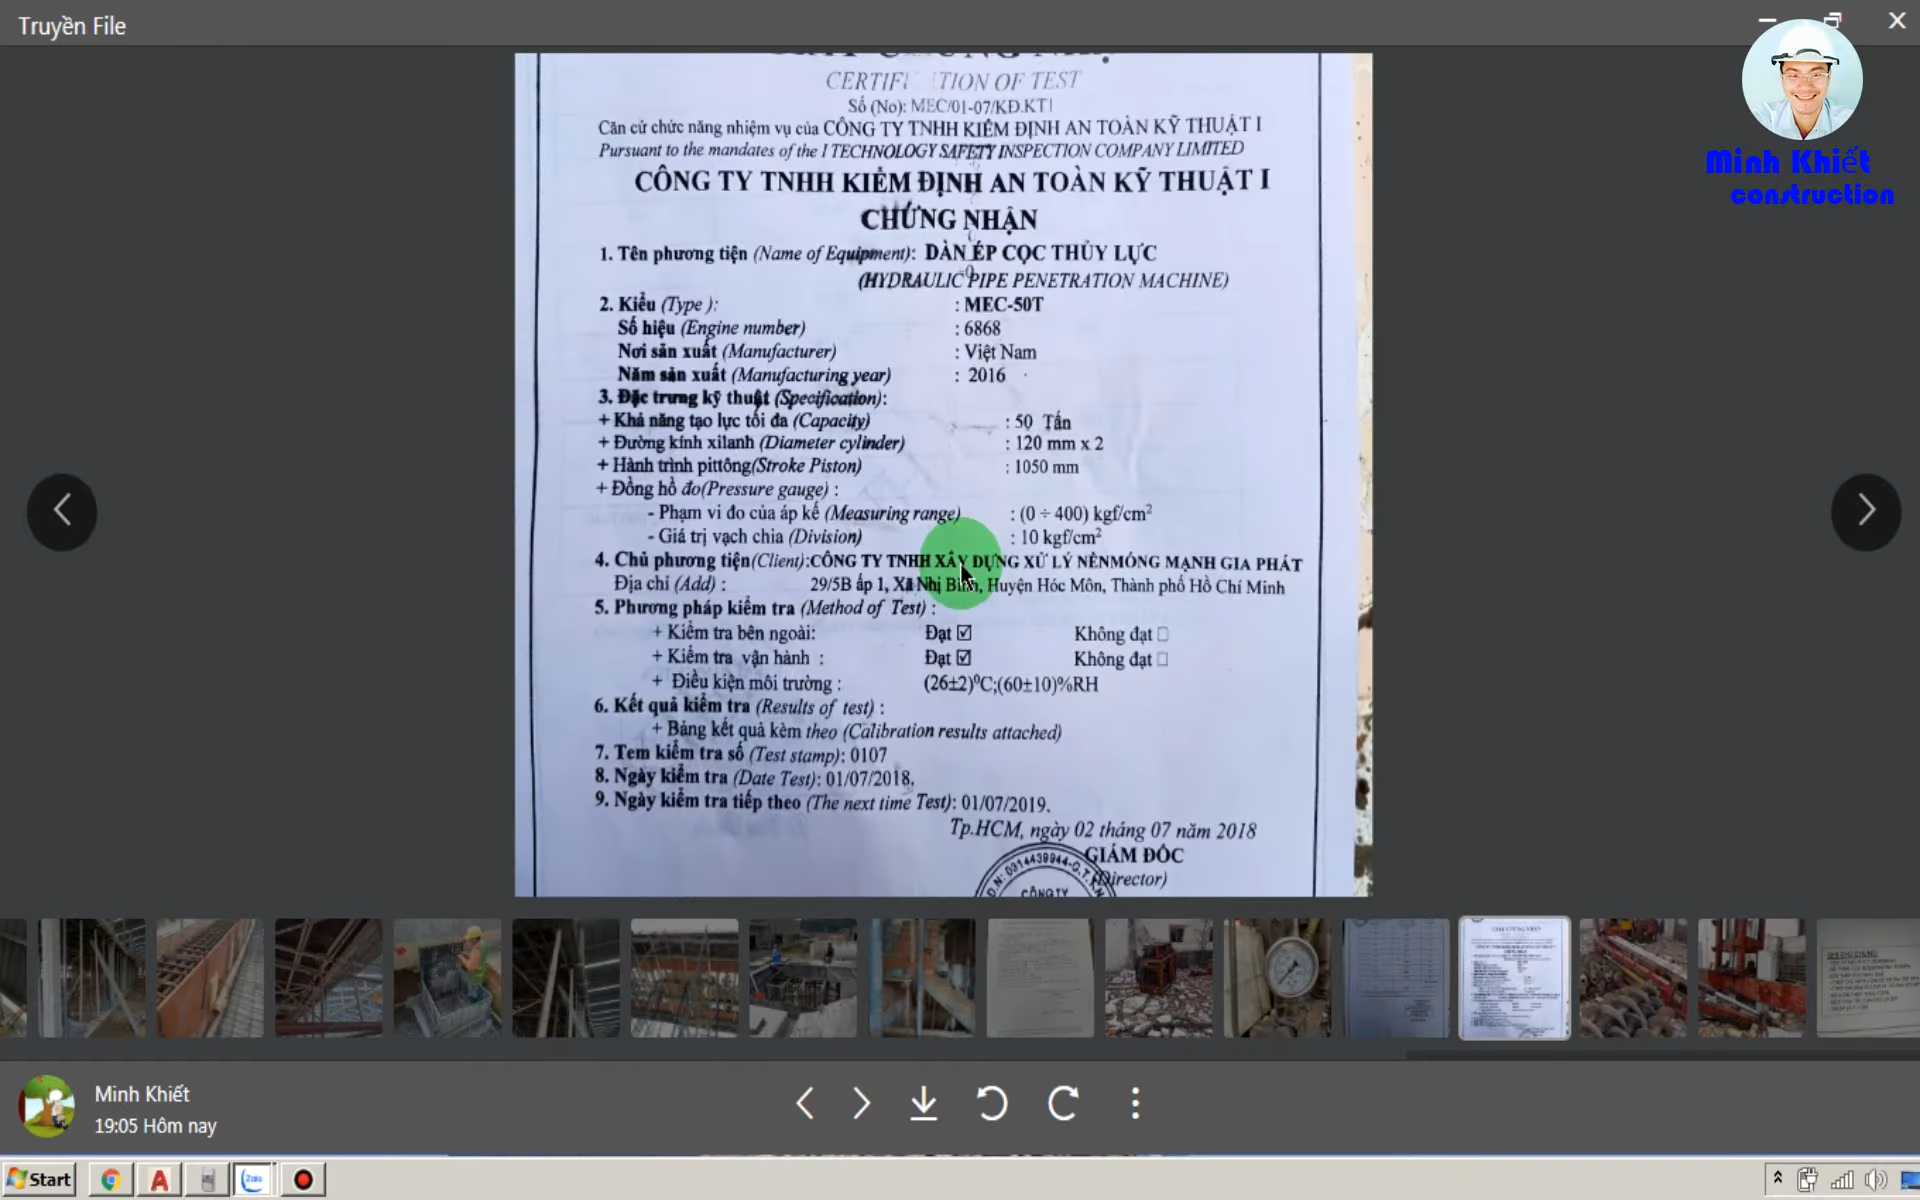 Truyền File
Minh Khiết
construction
CERTIFI TION OF TEST
Số (No): MEC/01-07/KĐ.KT1
Căn cứ chức năng nhiệm vụ của CÔNG TY TNHH KIỂM ĐỊNH AN TOÀN KỸ THUẬT I
Pursuant to the mandates of the I TECHNOLOGY SAFETY INSPECTION COMPANY LIMITED
CÔNG TY TNHH KIỂM ĐỊNH AN TOÀN KỸ THUẬT I
CHỨNG NHẬN
1. Tên phương tiện (Name of Equipment): DÀN ÉP CỌC THỦY LỰC
(HYDRAULIC PIPE PENETRATION MACHINE)
2. Kiểu (Type ): : MEC-50T
Số hiệu (Engine number) : 6868
Nơi sản xuất (Manufacturer) : Việt Nam
Năm sản xuất (Manufacturing year) : 2016
3. Đặc trưng kỹ thuật (Specification):
+ Khả năng tạo lực tối đa (Capacity) : 50 Tấn
+ Đường kính xilanh (Diameter cylinder) : 120 mm x 2
+ Hành trình pittông(Stroke Piston) : 1050 mm
+ Đồng hồ đo(Pressure gauge) :
- Phạm vi đo của áp kế (Measuring range) : (0 ÷ 400) kgf/cm²
- Giá trị vạch chia (Division) : 10 kgf/cm²
4. Chủ phương tiện(Client):CÔNG TY TNHH XÂY DỰNG XỬ LÝ NỀNMÓNG MẠNH GIA PHÁT
Địa chỉ (Add) : 29/5B ấp 1, Xã Nhị Bình, Huyện Hóc Môn, Thành phố Hồ Chí Minh
5. Phương pháp kiểm tra (Method of Test) :
+ Kiểm tra bên ngoài: Đạt ☑ Không đạt □
+ Kiểm tra vận hành : Đạt ☑ Không đạt □
+ Điều kiện môi trường : (26±2)⁰C;(60±10)%RH
6. Kết quả kiểm tra (Results of test) :
+ Bảng kết quả kèm theo (Calibration results attached)
7. Tem kiểm tra số (Test stamp): 0107
8. Ngày kiểm tra (Date Test): 01/07/2018.
9. Ngày kiểm tra tiếp theo (The next time Test): 01/07/2019.
Tp.HCM, ngày 02 tháng 07 năm 2018
GIÁM ĐỐC
(Director)
CÔNG TY
Minh Khiết
19:05 Hôm nay
Start
Zalo